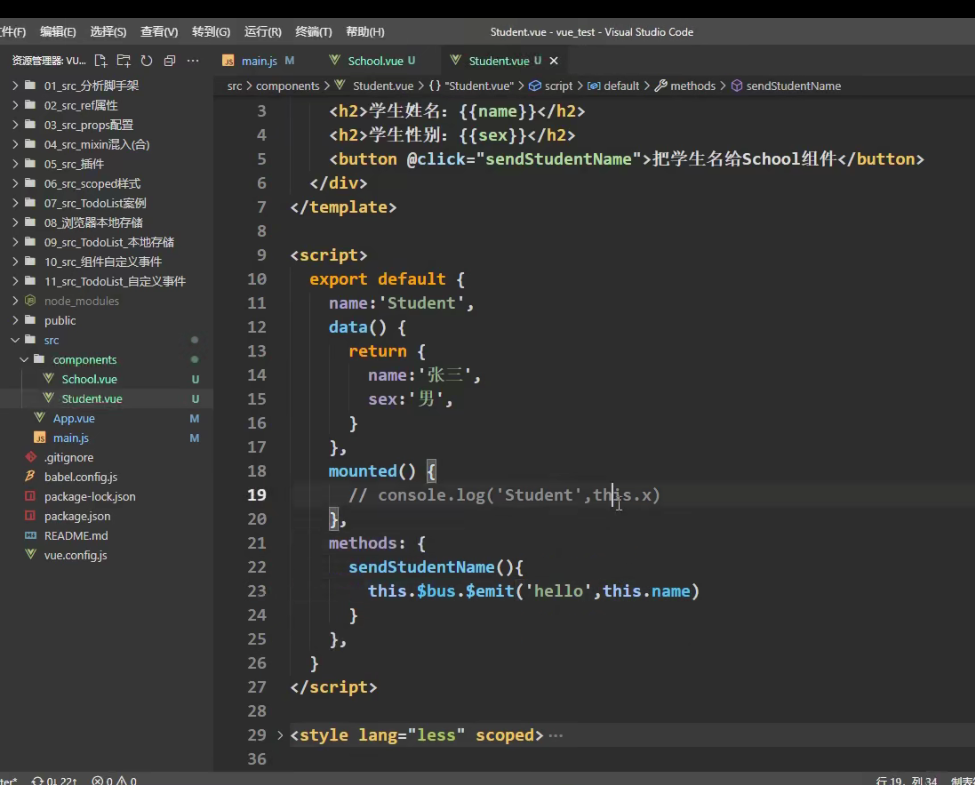 件(F) 编辑(E) 选择(S) 查看(V) 转到(G) 运行(R) 终端(T) 帮助(H) Student.vue - vue_test - Visual Studio Code
资源管理器: VU... ···
JS main.js M School.vue U Student.vue U ×
src > components > Student.vue > {} "Student.vue" > script > default > methods > sendStudentName
01_src_分析脚手架
02_src_ref属性
03_src_props配置
04_src_mixin混入(合)
05_src_插件
06_src_scoped样式
07_src_TodoList案例
08_浏览器本地存储
09_src_TodoList_本地存储
10_src_组件自定义事件
11_src_TodoList_自定义事件
node_modules
public
src
components
School.vue U
Student.vue U
App.vue M
JS main.js M
.gitignore
babel.config.js
package-lock.json
package.json
README.md
vue.config.js
3 <h2>学生姓名：{{name}}</h2>
4 <h2>学生性别：{{sex}}</h2>
5 <button @click="sendStudentName">把学生名给School组件</button>
6 </div>
7 </template>
8
9 <script>
10 export default {
11 name:'Student',
12 data() {
13 return {
14 name:'张三',
15 sex:'男',
16 }
17 },
18 mounted() {
19 // console.log('Student',this.x)
20 },
21 methods: {
22 sendStudentName(){
23 this.$bus.$emit('hello',this.name)
24 }
25 },
26 }
27 </script>
28
29 > <style lang="less" scoped> ···
36
0↓ 22↑ 0 0 行 19，列 34